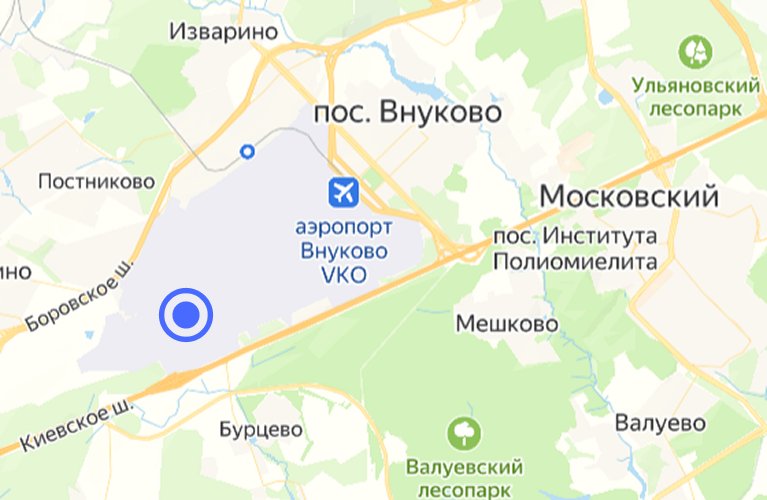 Изварино
Ульяновский
лесопарк
пос. Внуково
Постниково
Московский
аэропорт
Внуково
VKO
пос. Института
Полиомиелита
ино
Боровское ш.
Мешково
Киевское ш.
Бурцево
Валуево
Валуевский
лесопарк